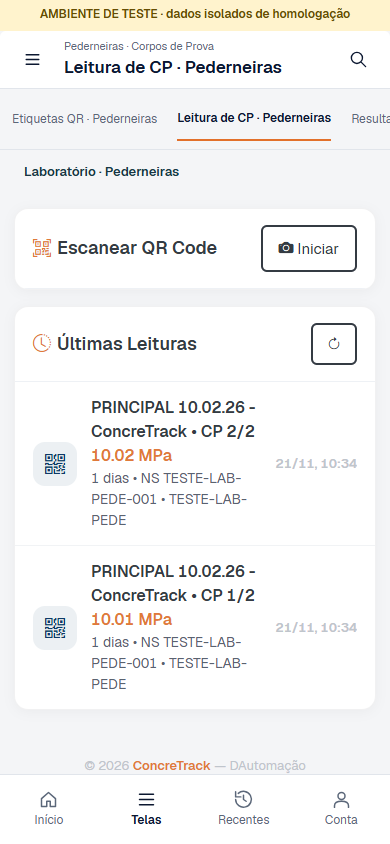 AMBIENTE DE TESTE · dados isolados de homologação
Pederneiras · Corpos de Prova
Leitura de CP · Pederneiras
Etiquetas QR · Pederneiras
Leitura de CP · Pederneiras
Resulta
Laboratório · Pederneiras
Escanear QR Code
Iniciar
Últimas Leituras
PRINCIPAL 10.02.26 -
ConcreTrack • CP 2/2
10.02 MPa
1 dias • NS TESTE-LAB-
PEDE-001 • TESTE-LAB-
PEDE
21/11, 10:34
PRINCIPAL 10.02.26 -
ConcreTrack • CP 1/2
10.01 MPa
1 dias • NS TESTE-LAB-
PEDE-001 • TESTE-LAB-
PEDE
21/11, 10:34
© 2026 ConcreTrack — DAutomação
Início
Telas
Recentes
Conta